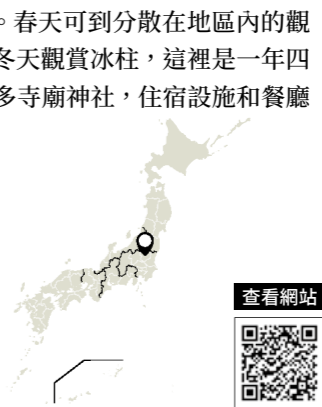 。春天可到分散在地區內的觀
冬天觀賞冰柱，這裡是一年四
多寺廟神社，住宿設施和餐廳
查看網站